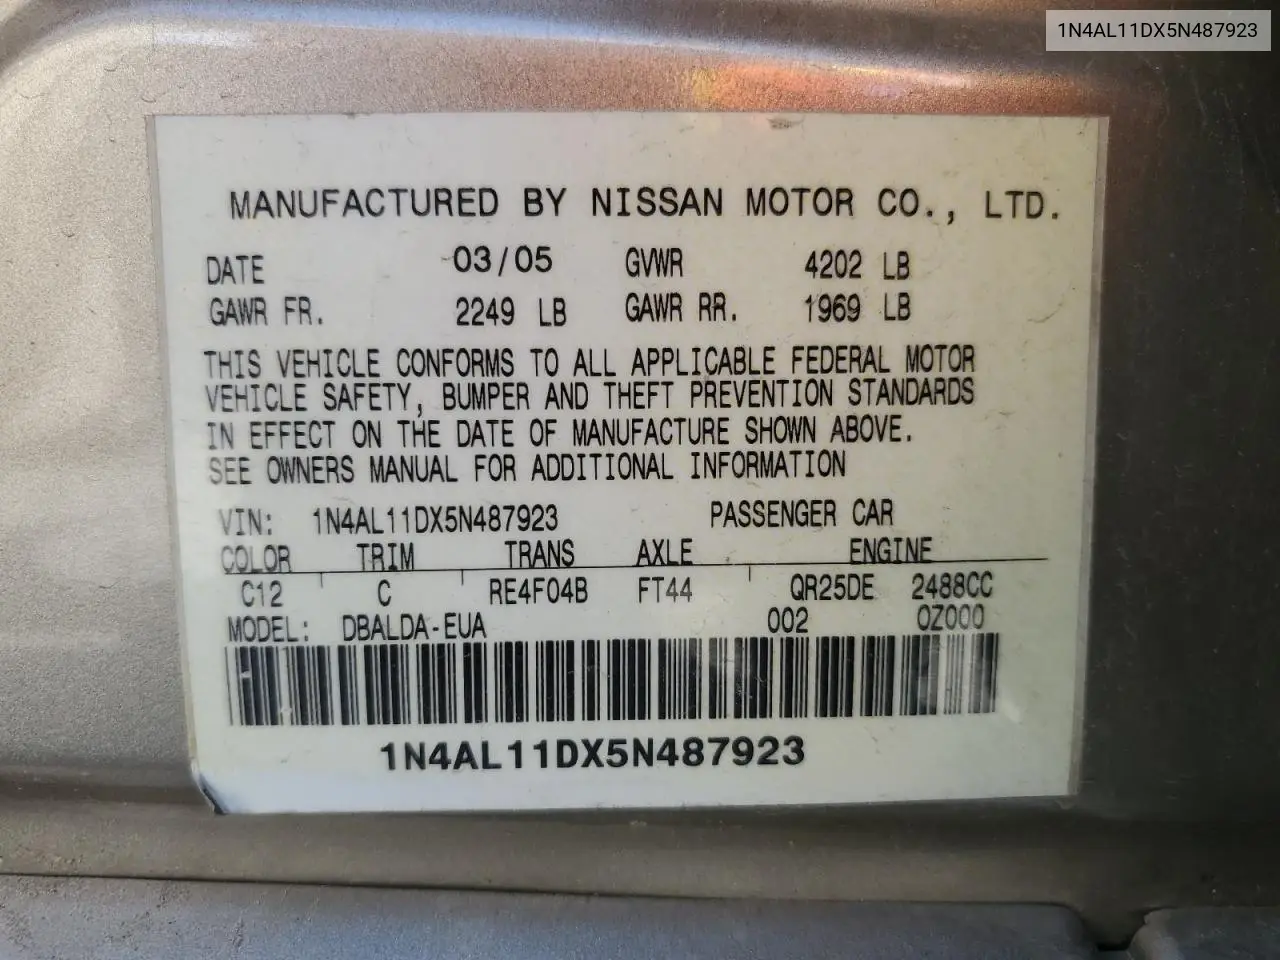 1N4AL11DX5N487923
MANUFACTURED BY NISSAN MOTOR CO., LTD.
DATE 03/05 GVWR 4202 LB
GAWR FR. 2249 LB GAWR RR. 1969 LB
THIS VEHICLE CONFORMS TO ALL APPLICABLE FEDERAL MOTOR
VEHICLE SAFETY, BUMPER AND THEFT PREVENTION STANDARDS
IN EFFECT ON THE DATE OF MANUFACTURE SHOWN ABOVE.
SEE OWNERS MANUAL FOR ADDITIONAL INFORMATION
VIN: 1N4AL11DX5N487923 PASSENGER CAR
COLOR TRIM TRANS AXLE ENGINE
C12 C RE4F04B FT44 QR25DE 2488CC
MODEL: DBALDA-EUA 002 0Z000
1N4AL11DX5N487923